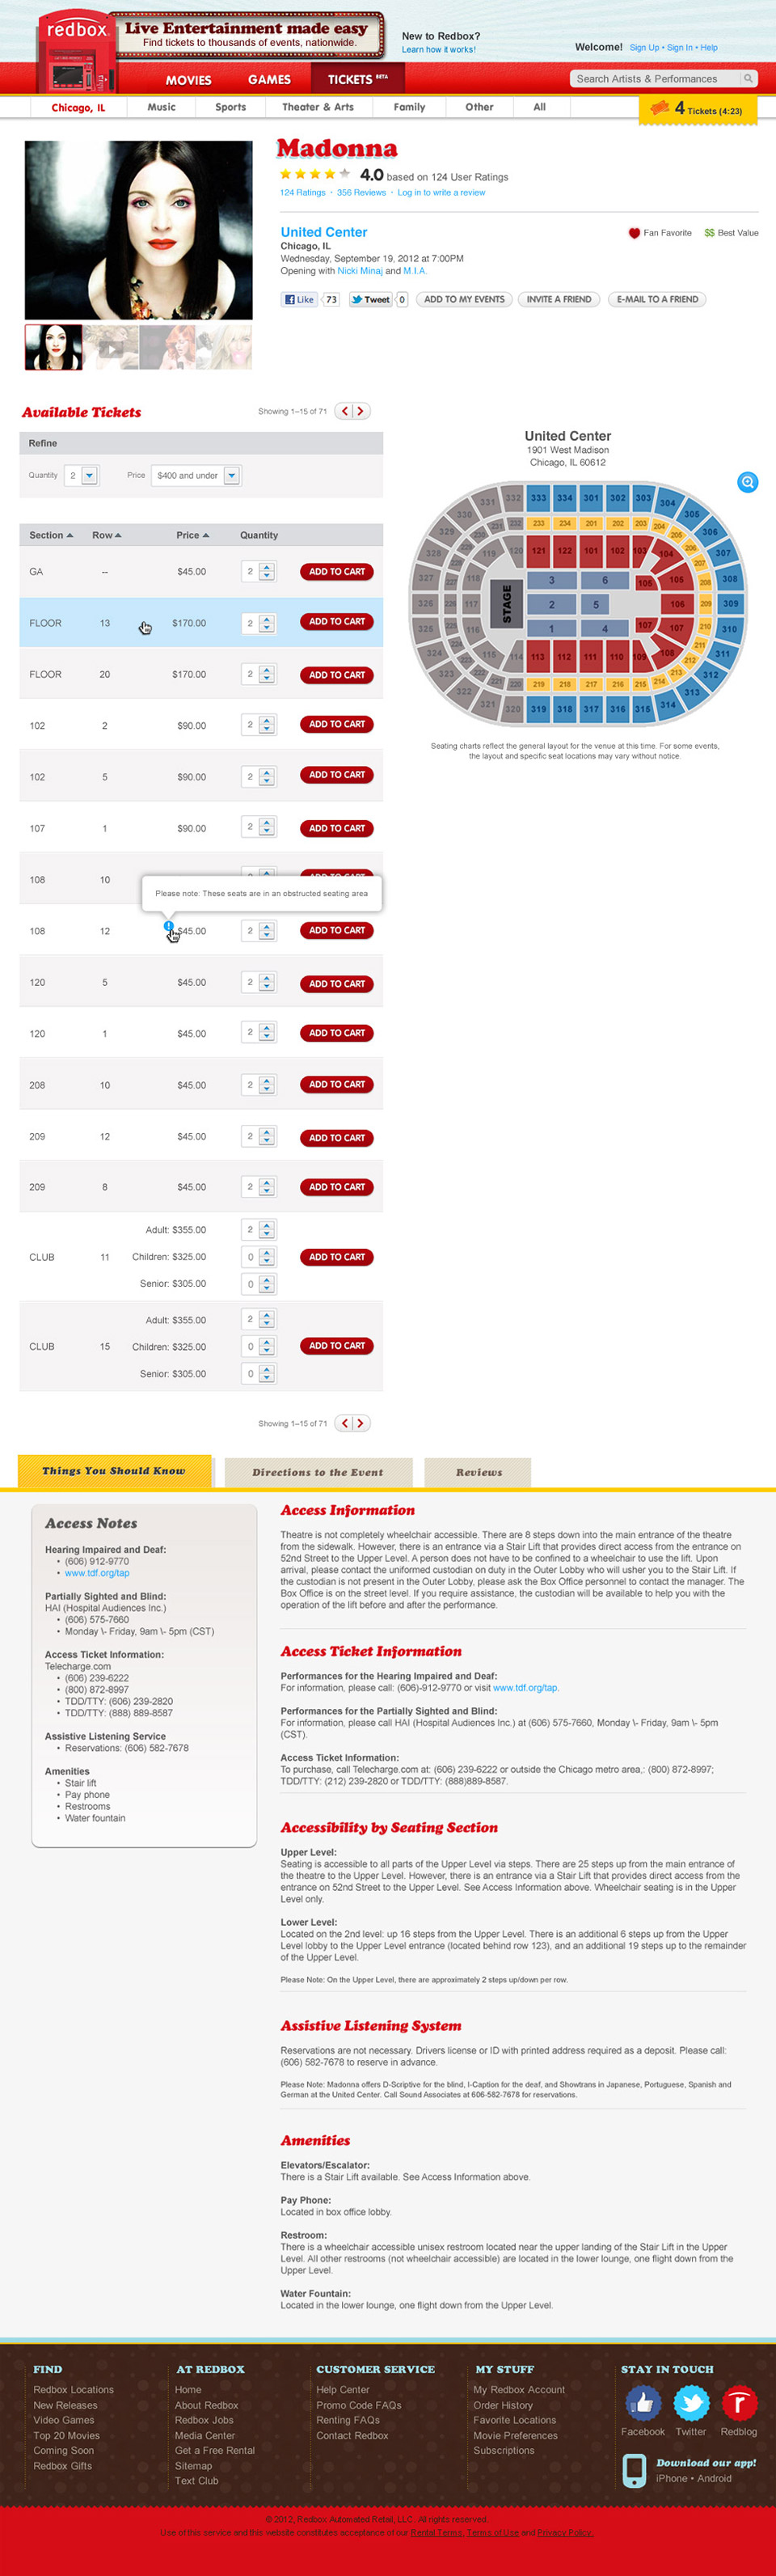 redbox.
Live Entertainment made easy
Find tickets to thousands of events, nationwide.
New to Redbox?
Learn how it works!
Welcome! Sign Up • Sign In • Help
MOVIES GAMES TICKETS BETA
Search Artists & Performances
Chicago, IL Music Sports Theater & Arts Family Other All
4 Tickets (4:23)
Madonna
4.0 based on 124 User Ratings
124 Ratings • 356 Reviews • Log in to write a review
United Center
Chicago, IL
Wednesday, September 19, 2012 at 7:00PM
Opening with Nicki Minaj and M.I.A.
Fan Favorite $$ Best Value
Like 73 Tweet 0 ADD TO MY EVENTS INVITE A FRIEND E-MAIL TO A FRIEND
Available Tickets
Showing 1–15 of 71
Refine
Quantity 2 Price $400 and under
Section Row Price Quantity
GA -- $45.00 2 ADD TO CART
FLOOR 13 $170.00 2 ADD TO CART
FLOOR 20 $170.00 2 ADD TO CART
102 2 $90.00 2 ADD TO CART
102 5 $90.00 2 ADD TO CART
107 1 $90.00 2 ADD TO CART
108 10
Please note: These seats are in an obstructed seating area
108 12 $45.00 2 ADD TO CART
120 5 $45.00 2 ADD TO CART
120 1 $45.00 2 ADD TO CART
208 10 $45.00 2 ADD TO CART
209 12 $45.00 2 ADD TO CART
209 8 $45.00 2 ADD TO CART
Adult: $355.00 2
CLUB 11 Children: $325.00 0 ADD TO CART
Senior: $305.00 0
Adult: $355.00 2
CLUB 15 Children: $325.00 0 ADD TO CART
Senior: $305.00 0
Showing 1–15 of 71
United Center
1901 West Madison
Chicago, IL 60612
332 333 334 301 302 303 304
331 305
330 306
329 232 233 234 201 202 203 204 205
328 119 120 121 122 101 102 103 104 206 307
327 118 3 6 105 105 208 308
326 117 STAGE 2 5 106 209 309
325 116 1 4 107 107 210 310
324 115 114 113 112 111 110 109 108 211 311
323 220 219 218 217 216 215 214 213 212 312
322 313
321 320 319 318 317 316 315 314
Seating charts reflect the general layout for the venue at this time. For some events,
the layout and specific seat locations may vary without notice.
Things You Should Know Directions to the Event Reviews
Access Notes
Hearing Impaired and Deaf:
• (606) 912-9770
• www.tdf.org/tap
Partially Sighted and Blind:
HAI (Hospital Audiences Inc.)
• (606) 575-7660
• Monday \- Friday, 9am \- 5pm (CST)
Access Ticket Information:
Telecharge.com
• (606) 239-6222
• (800) 872-8997
• TDD/TTY: (606) 239-2820
• TDD/TTY: (888) 889-8587
Assistive Listening Service
• Reservations: (606) 582-7678
Amenities
• Stair lift
• Pay phone
• Restrooms
• Water fountain
Access Information
Theatre is not completely wheelchair accessible. There are 8 steps down into the main entrance of the theatre
from the sidewalk. However, there is an entrance via a Stair Lift that provides direct access from the entrance on
52nd Street to the Upper Level. A person does not have to be confined to a wheelchair to use the lift. Upon
arrival, please contact the uniformed custodian on duty in the Outer Lobby who will usher you to the Stair Lift. If
the custodian is not present in the Outer Lobby, please ask the Box Office personnel to contact the manager. The
Box Office is on the street level. If you require assistance, the custodian will be available to help you with the
operation of the lift before and after the performance.
Access Ticket Information
Performances for the Hearing Impaired and Deaf:
For information, please call: (606)-912-9770 or visit www.tdf.org/tap.
Performances for the Partially Sighted and Blind:
For information, please call HAI (Hospital Audiences Inc.) at (606) 575-7660, Monday \- Friday, 9am \- 5pm
(CST).
Access Ticket Information:
To purchase, call Telecharge.com at: (606) 239-6222 or outside the Chicago metro area,: (800) 872-8997;
TDD/TTY: (212) 239-2820 or TDD/TTY: (888)889-8587.
Accessibility by Seating Section
Upper Level:
Seating is accessible to all parts of the Upper Level via steps. There are 25 steps up from the main entrance of
the theatre to the Upper Level. However, there is an entrance via a Stair Lift that provides direct access from the
entrance on 52nd Street to the Upper Level. See Access Information above. Wheelchair seating is in the Upper
Level only.
Lower Level:
Located on the 2nd level: up 16 steps from the Upper Level. There is an additional 6 steps up from the Upper
Level lobby to the Upper Level entrance (located behind row 123), and an additional 19 steps up to the remainder
of the Upper Level.
Please Note: On the Upper Level, there are approximately 2 steps up/down per row.
Assistive Listening System
Reservations are not necessary. Drivers license or ID with printed address required as a deposit. Please call:
(606) 582-7678 to reserve in advance.
Please Note: Madonna offers D-Scriptive for the blind, I-Caption for the deaf, and Showtrans in Japanese, Portuguese, Spanish and
German at the United Center. Call Sound Associates at 606-582-7678 for reservations.
Amenities
Elevators/Escalator:
There is a Stair Lift available. See Access Information above.
Pay Phone:
Located in box office lobby.
Restroom:
There is a wheelchair accessible unisex restroom located near the upper landing of the Stair Lift in the Upper
Level. All other restrooms (not wheelchair accessible) are located in the lower lounge, one flight down from the
Upper Level.
Water Fountain:
Located in the lower lounge, one flight down from the Upper Level.
FIND
Redbox Locations
New Releases
Video Games
Top 20 Movies
Coming Soon
Redbox Gifts
AT REDBOX
Home
About Redbox
Redbox Jobs
Media Center
Get a Free Rental
Sitemap
Text Club
CUSTOMER SERVICE
Help Center
Promo Code FAQs
Renting FAQs
Contact Redbox
MY STUFF
My Redbox Account
Order History
Favorite Locations
Movie Preferences
Subscriptions
STAY IN TOUCH
Facebook Twitter Redblog
Download our app!
iPhone • Android
© 2012, Redbox Automated Retail, LLC. All rights reserved.
Use of this service and this website constitutes acceptance of our Rental Terms, Terms of Use and Privacy Policy.